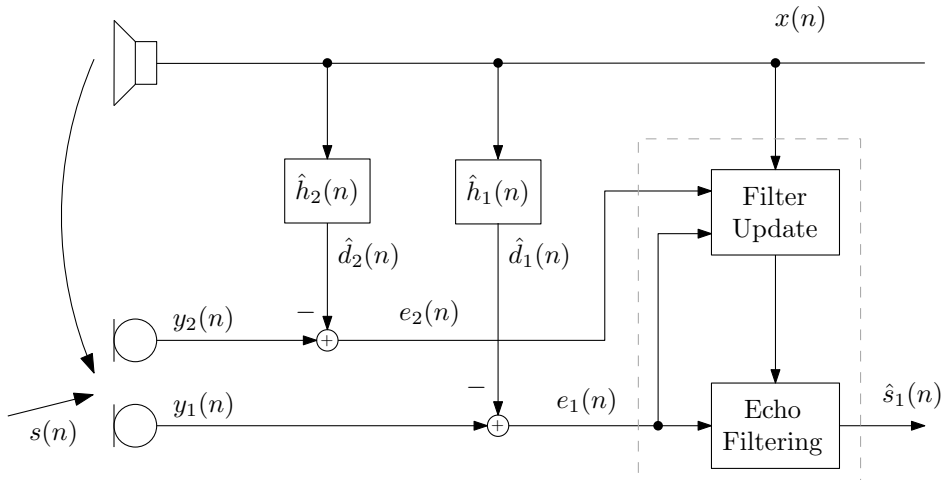 x(n)
ĥ₂(n)
ĥ₁(n)
Filter
Update
d̂₂(n)
d̂₁(n)
−
y₂(n)
e₂(n)
+
−
y₁(n)
e₁(n)
+
s(n)
Echo
Filtering
ŝ₁(n)